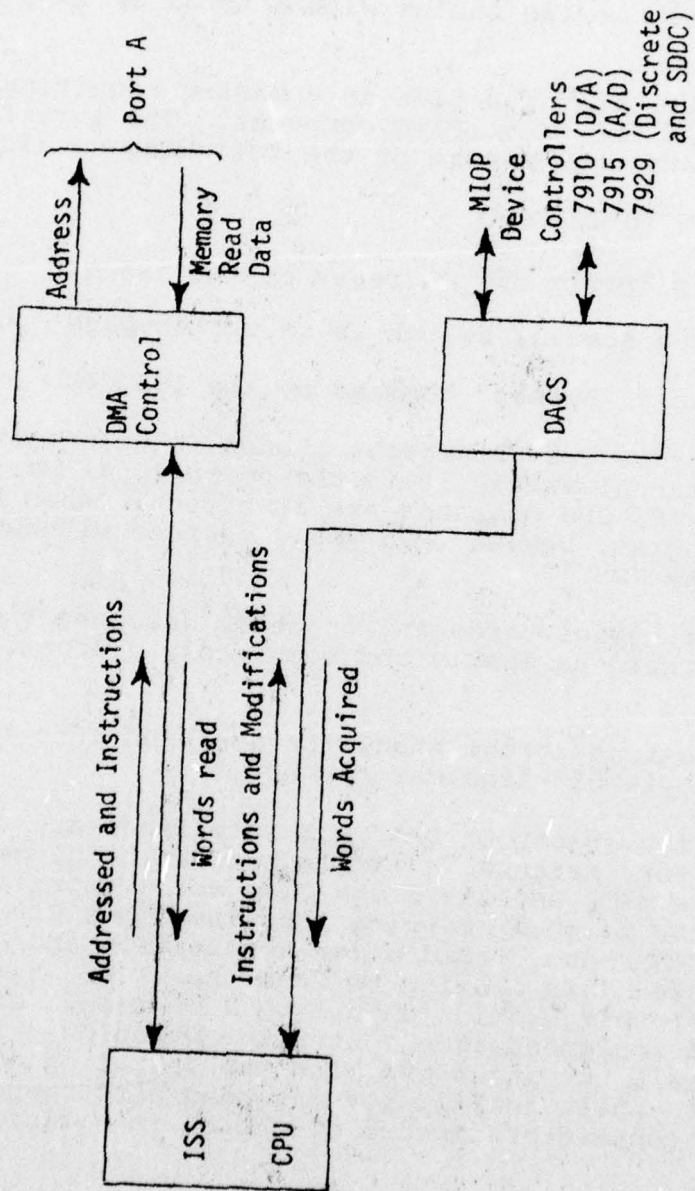 ISS
CPU
Addressed and Instructions
Words read
Instructions and Modifications
Words Acquired
DMA
Control
Address
Port A
Memory
Read
Data
DACS
MIOP
Device
Controllers
7910 (D/A)
7915 (A/D)
7929 (Discrete
and SDDC)